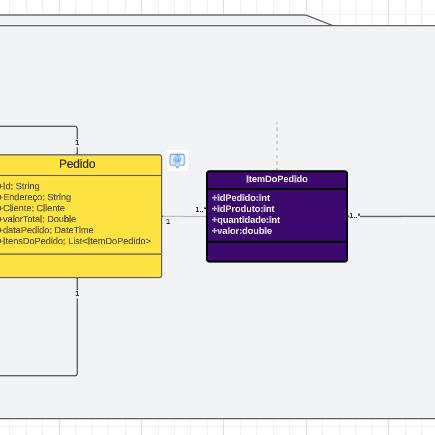 1
Pedido
+Id; String
+Endereço; String
+Cliente; Cliente
+valorTotal; Double
+dataPedido; DateTime
+ItensDoPedido; List<ItemDoPedido>
1
1..*
ItemDoPedido
+idPedido:int
+idProduto:int
+quantidade:int
+valor:double
1..*
1